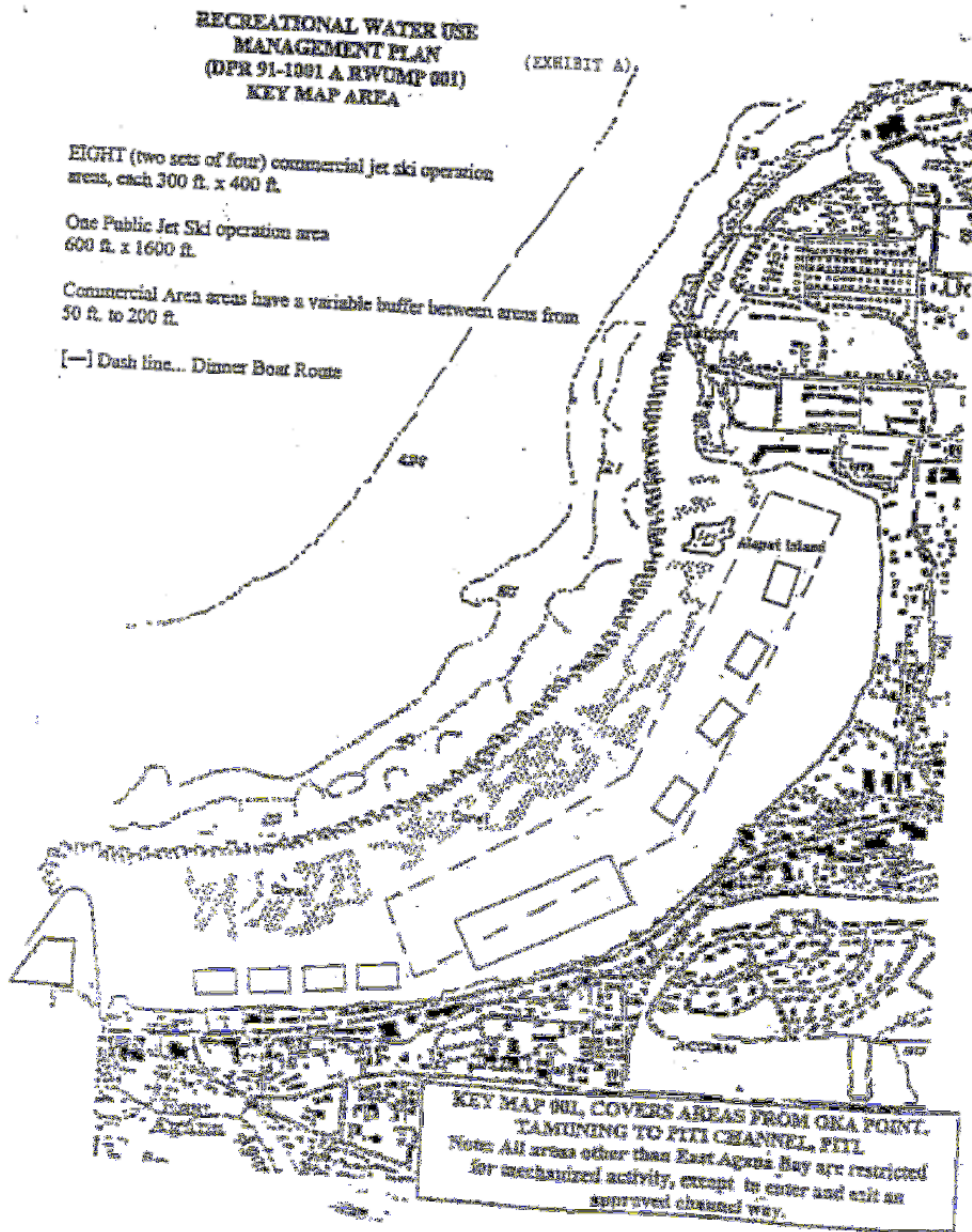 RECREATIONAL WATER USE
MANAGEMENT PLAN
(DPR 91-1001 A RWUMP 001)
KEY MAP AREA
(EXHIBIT A).
EIGHT (two sets of four) commercial jet ski operation
areas, each 300 ft. x 400 ft.
One Public Jet Ski operation area
600 ft. x 1600 ft.
Commercial Area areas have a variable buffer between areas from
50 ft. to 200 ft.
[—] Dash line... Dinner Boat Route
Alupat Island
Coral
KEY MAP 001, COVERS AREAS FROM OKA POINT,
TAMUNING TO PITI CHANNEL, PITI.
Note: All areas other than East Agana Bay are restricted
for mechanized activity, except to enter and exit an
approved channel way.